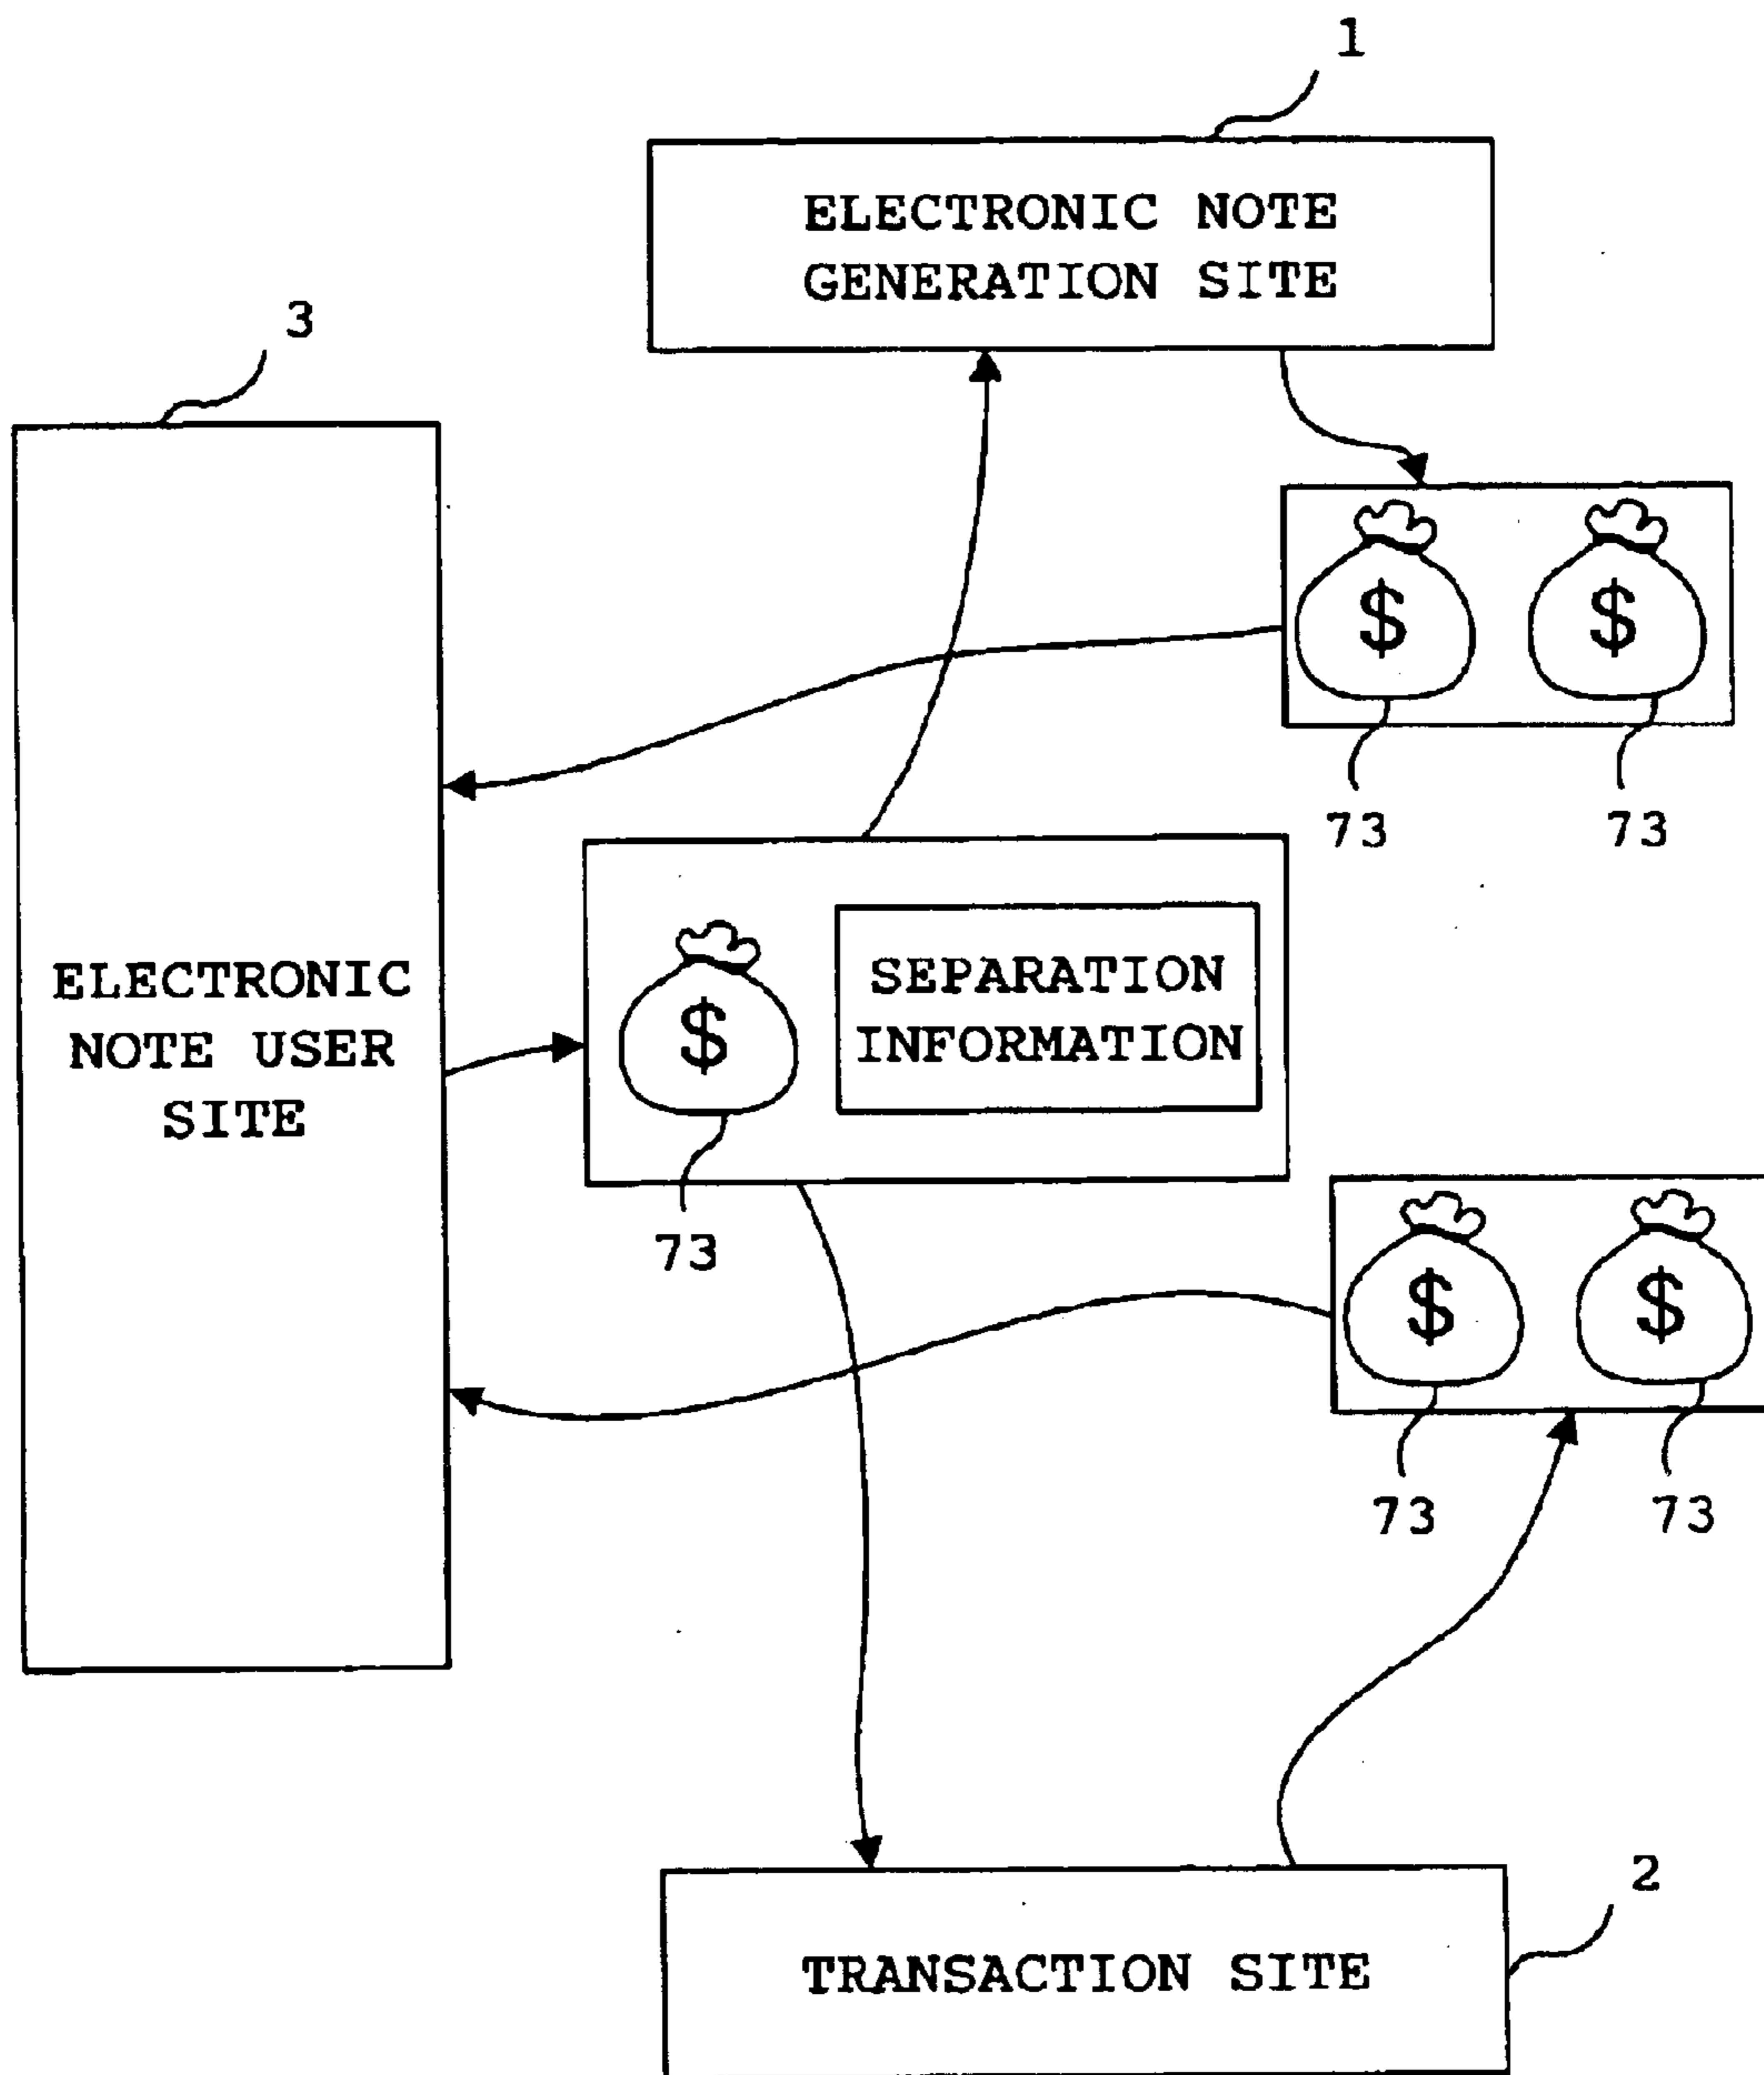 1
ELECTRONIC NOTE
GENERATION SITE
3
$ $
73 73
ELECTRONIC
NOTE USER
SITE
$
SEPARATION
INFORMATION
73
$ $
73 73
2
TRANSACTION SITE